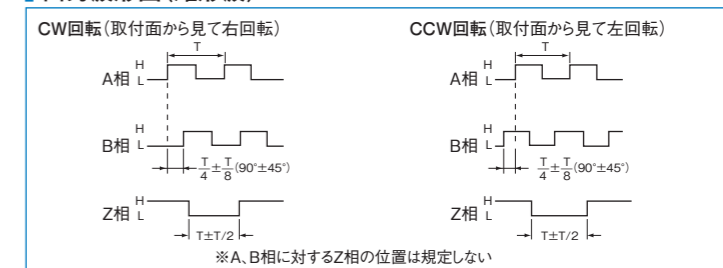 CW回転(取付面から見て右回転)
T
A相 H L
B相 H L
T/4±T/8(90°±45°)
Z相 H L
T±T/2
CCW回転(取付面から見て左回転)
T
A相 H L
B相 H L
T/4±T/8(90°±45°)
Z相 H L
T±T/2
※A、B相に対するZ相の位置は規定しない